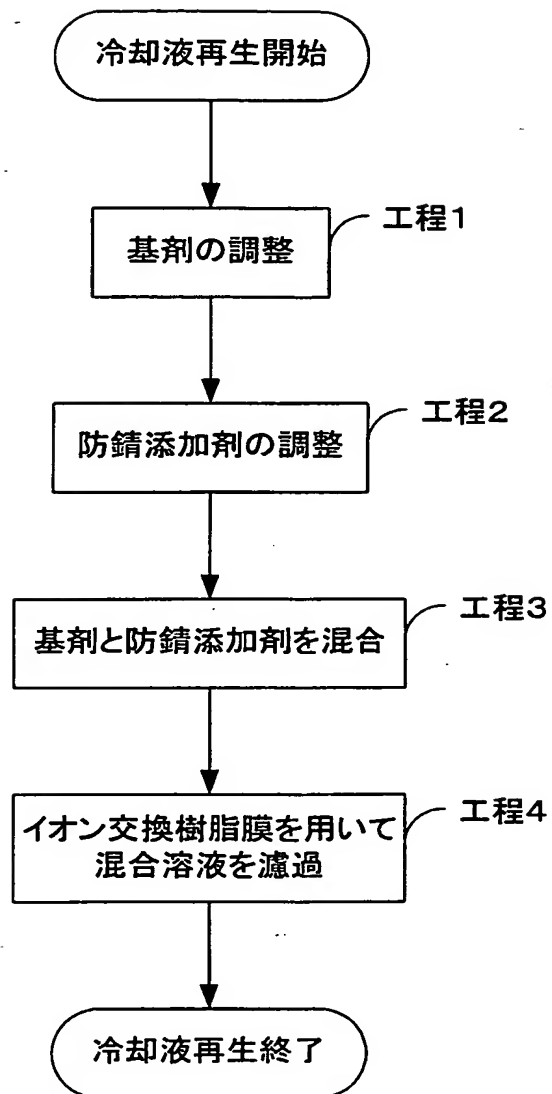 冷却液再生開始
工程1
基剤の調整
工程2
防錆添加剤の調整
工程3
基剤と防錆添加剤を混合
工程4
イオン交換樹脂膜を用いて
混合溶液を濾過
冷却液再生終了